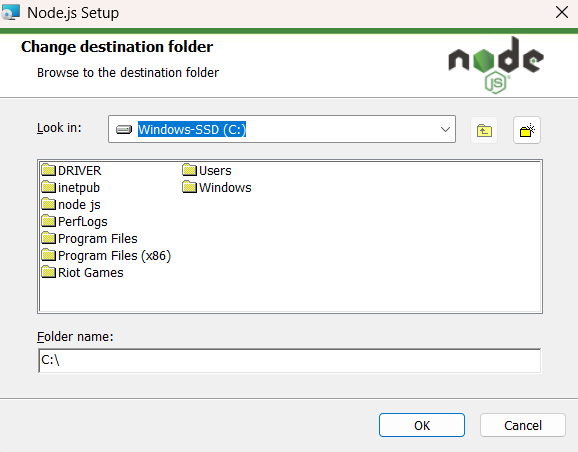 Node.js Setup
Change destination folder
Browse to the destination folder
node
JS
Look in:
Windows-SSD (C:)
DRIVER
inetpub
node js
PerfLogs
Program Files
Program Files (x86)
Riot Games
Users
Windows
Folder name:
C:\
OK
Cancel